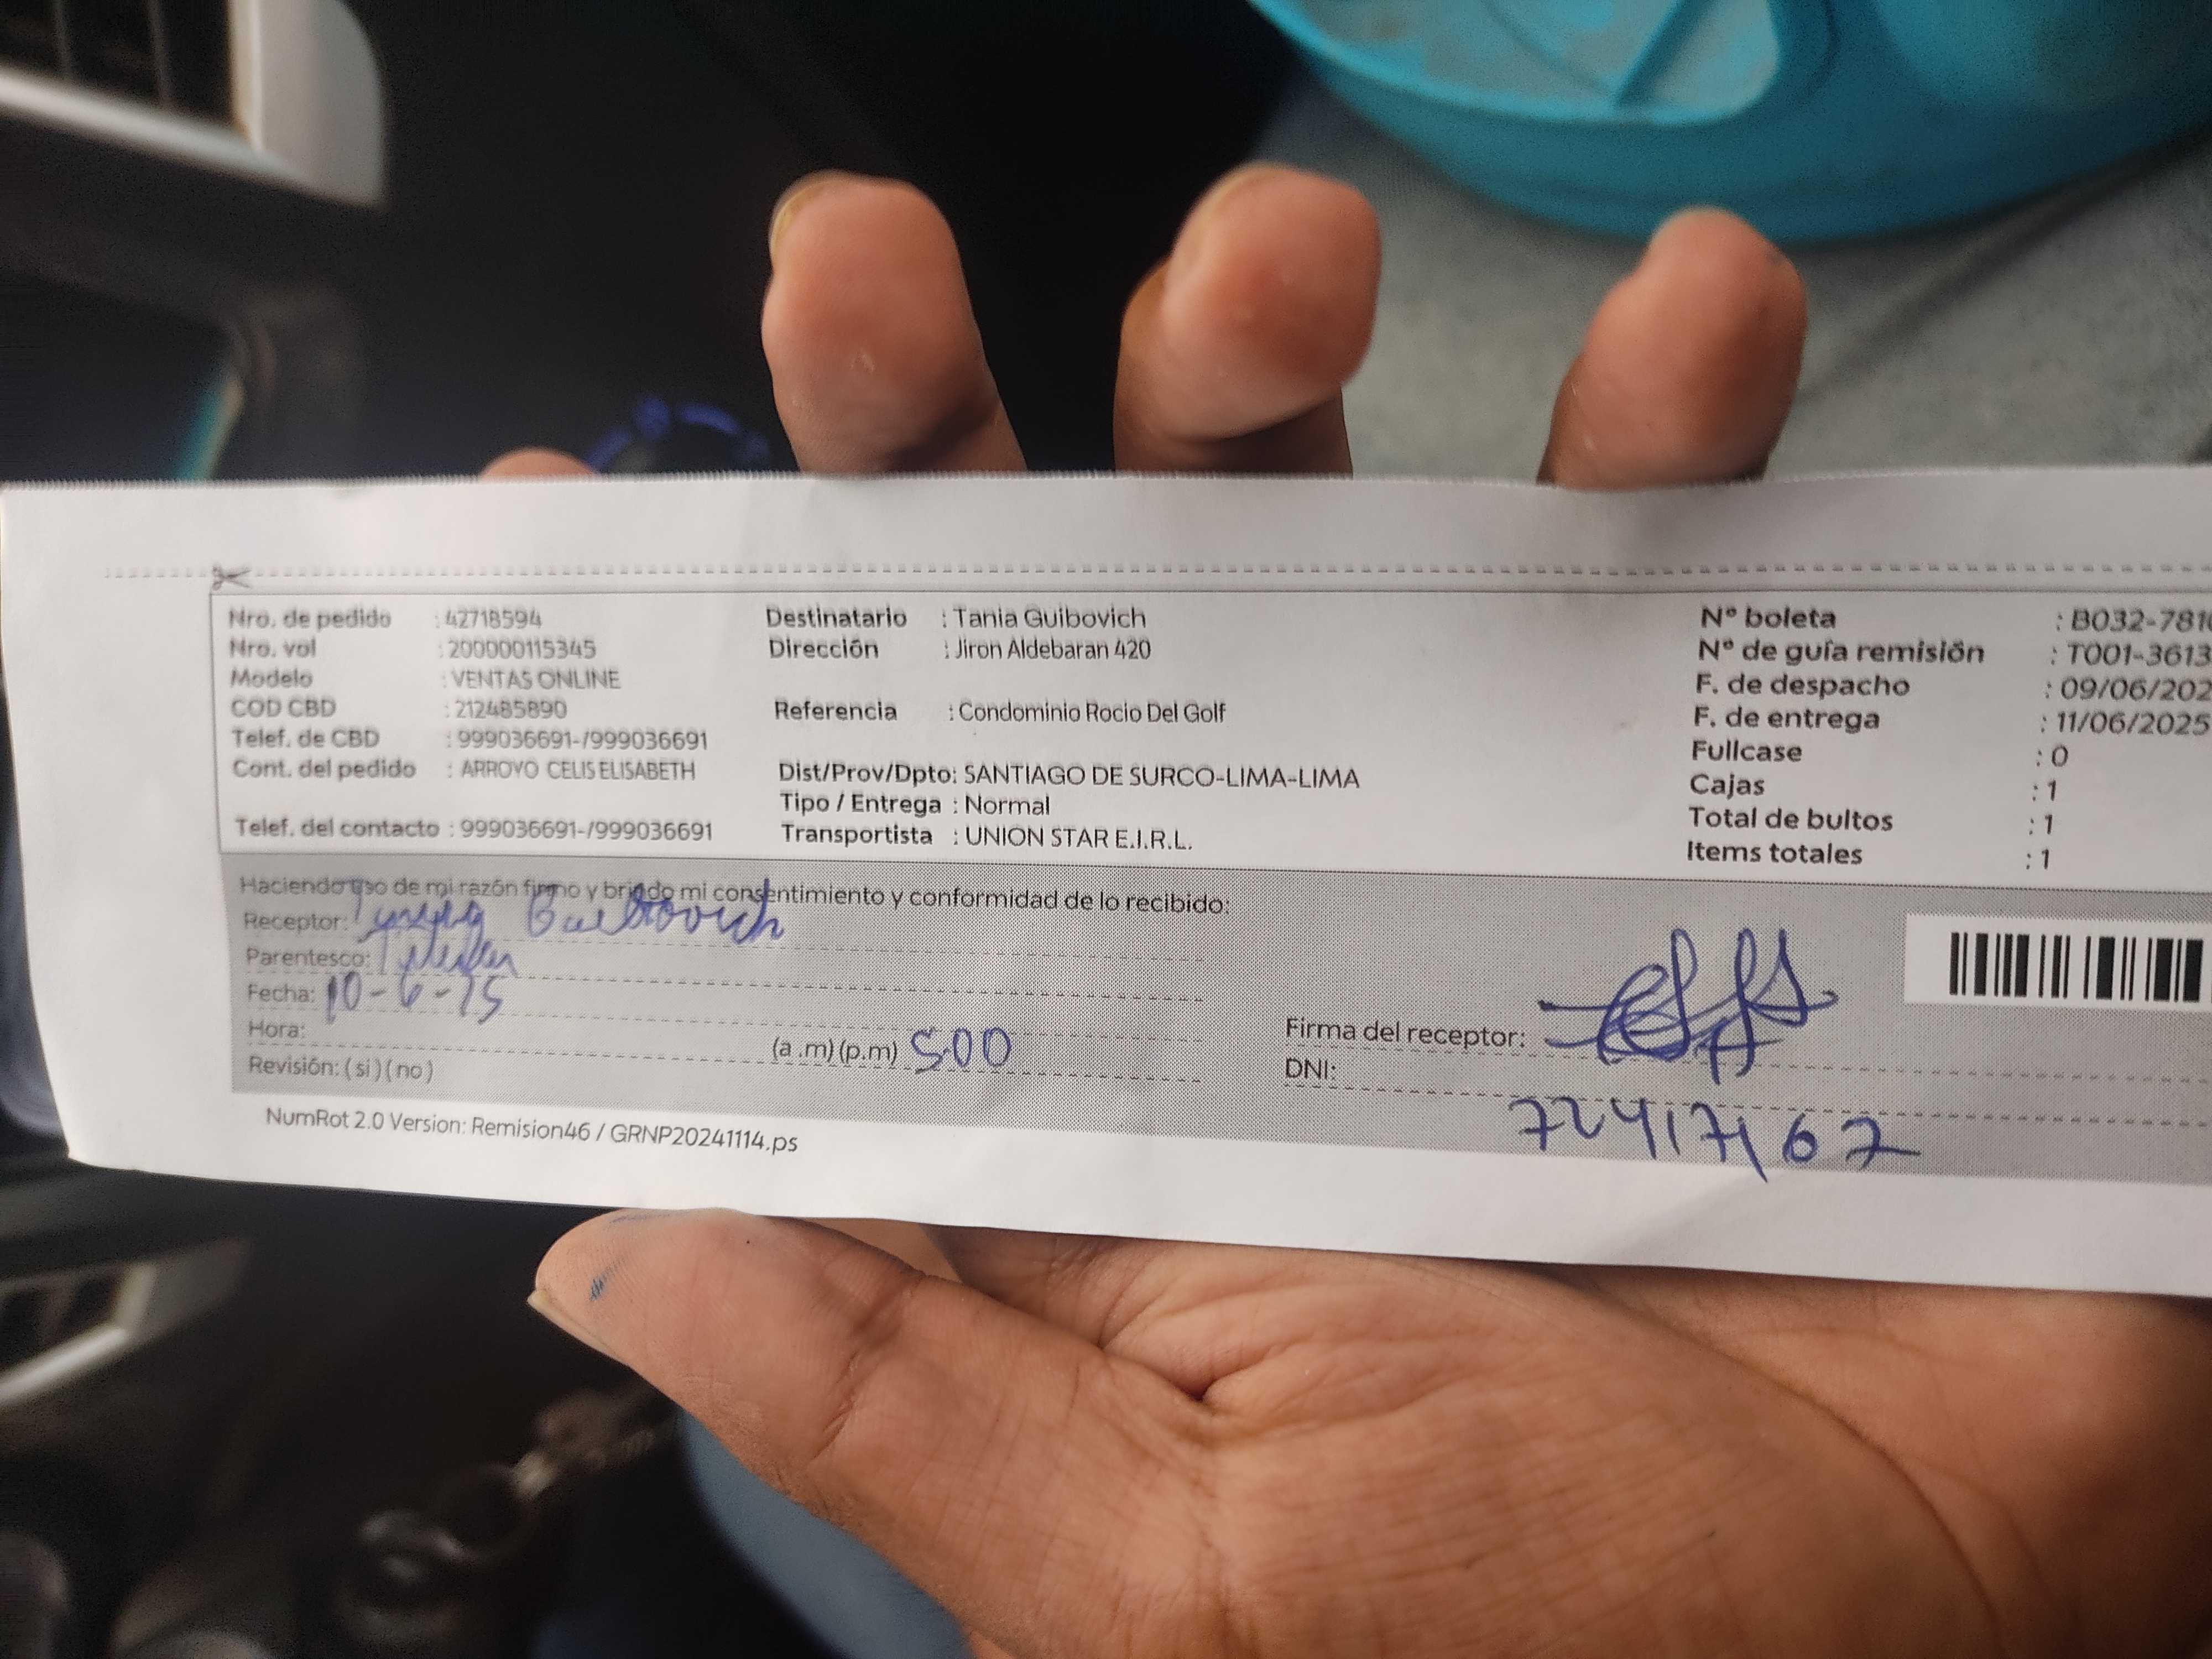 Nro. de pedido : 42718594
Nro. vol : 200000115345
Modelo : VENTAS ONLINE
COD CBD : 212485890
Telef. de CBD : 999036691-/999036691
Cont. del pedido : ARROYO CELIS ELISABETH
Telef. del contacto : 999036691-/999036691
Destinatario : Tania Guibovich
Dirección : Jiron Aldebaran 420
Referencia : Condominio Rocio Del Golf
Dist/Prov/Dpto: SANTIAGO DE SURCO-LIMA-LIMA
Tipo / Entrega : Normal
Transportista : UNION STAR E.I.R.L.
Nº boleta : B032-781
Nº de guía remisión : T001-3613
F. de despacho : 09/06/202
F. de entrega : 11/06/2025
Fullcase : 0
Cajas : 1
Total de bultos : 1
Items totales : 1
Haciendo uso de mi razón firmo y brindo mi consentimiento y conformidad de lo recibido:
Receptor: Guibovich
Parentesco:
Fecha: 10-6-
Hora: (a.m) (p.m) 500
Revisión: (si) (no)
Firma del receptor:
DNI:
72417167
NumRot 2.0 Version: Remision46 / GRNP20241114.ps